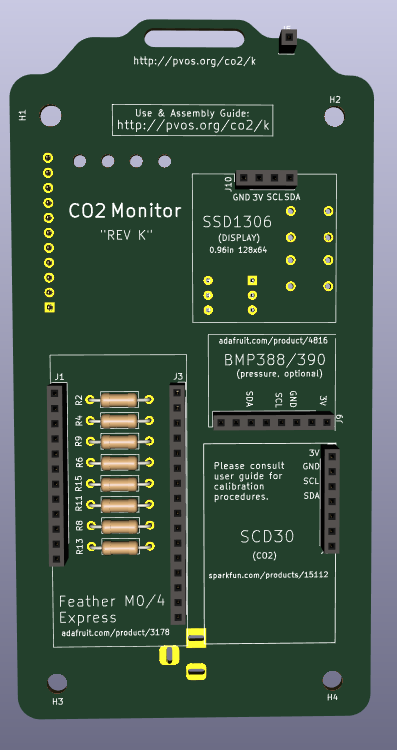 http://pvos.org/co2/k
H1
H2
Use & Assembly Guide:
http://pvos.org/co2/k
J10
GND 3V SCL SDA
CO2 Monitor
"REV K"
SSD1306
(DISPLAY)
0.96in 128x64
adafruit.com/product/4816
BMP388/390
(pressure, optional)
SDA
SCL
GND
3V
J9
J1
J3
R2
R4
R9
R6
R15
R11
R8
R13
3V
GND
SCL
SDA
Please consult
user guide for
calibration
procedures.
SCD30
(CO2)
sparkfun.com/products/15112
Feather M0/4
Express
adafruit.com/product/3178
H3
H4